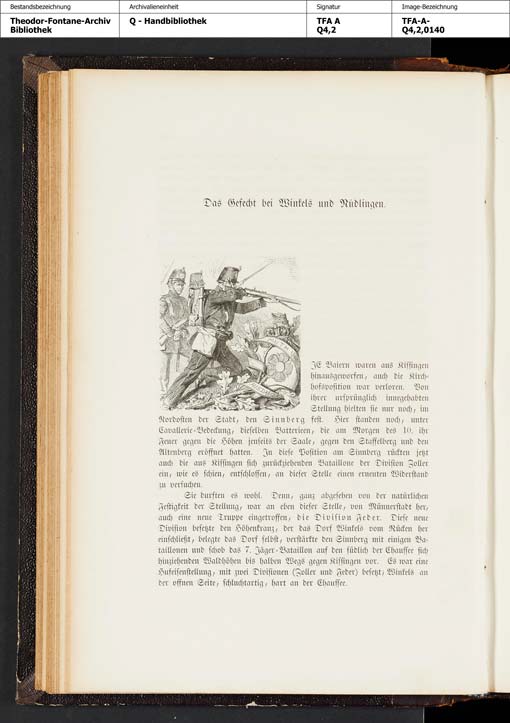 Bestandsbezeichnung
Theodor-Fontane-Archiv
Bibliothek
Archivalieneinheit
Q - Handbibliothek
Signatur
TFA A
Q4,2
Image-Bezeichnung
TFA-A-
Q4,2,0140
Das Gefecht bei Winkels und Nüdlingen.
IE Baiern waren aus Kissingen
hinausgeworfen, auch die Kirch-
hofsposition war verloren. Von
ihrer ursprünglich innegehabten
Stellung hielten sie nur noch, im
Nordosten der Stadt, den Sinnberg fest. Hier standen noch, unter
Cavallerie-Bedeckung, dieselben Batterieen, die am Morgen des 10. ihr
Feuer gegen die Höhen jenseits der Saale, gegen den Staffelberg und den
Altenberg eröffnet hatten. In diese Position am Sinnberg rückten jetzt
auch die aus Kissingen sich zurückziehenden Bataillone der Division Zoller
ein, wie es schien, entschlossen, an dieser Stelle einen erneuten Widerstand
zu versuchen.
Sie durften es wohl. Denn, ganz abgesehen von der natürlichen
Festigkeit der Stellung, war an eben dieser Stelle, von Münnerstadt her,
auch eine neue Truppe eingetroffen, die Division Feder. Diese neue
Division besetzte den Höhenkranz, der das Dorf Winkels vom Rücken her
einschließt, belegte das Dorf selbst, verstärkte den Sinnberg mit einigen Ba-
taillonen und schob das 7. Jäger-Bataillon auf den südlich der Chaussee sich
hinziehenden Waldhöhen bis halben Wegs gegen Kissingen vor. Es war eine
Hufeisenstellung, mit zwei Divisionen (Zoller und Feder) besetzt; Winkels an
der offnen Seite, schluchtartig, hart an der Chaussee.